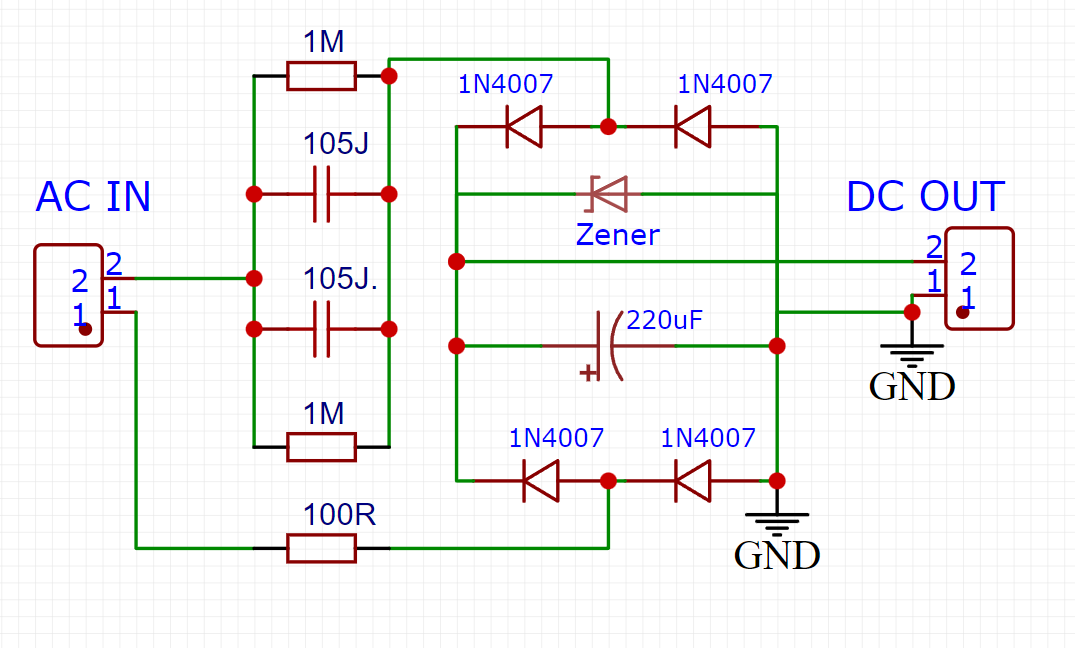 1M
1N4007
1N4007
105J
AC IN
DC OUT
Zener
2
2
1
1
2
2
1
1
105J.
220uF
+
GND
1M
1N4007
1N4007
100R
GND